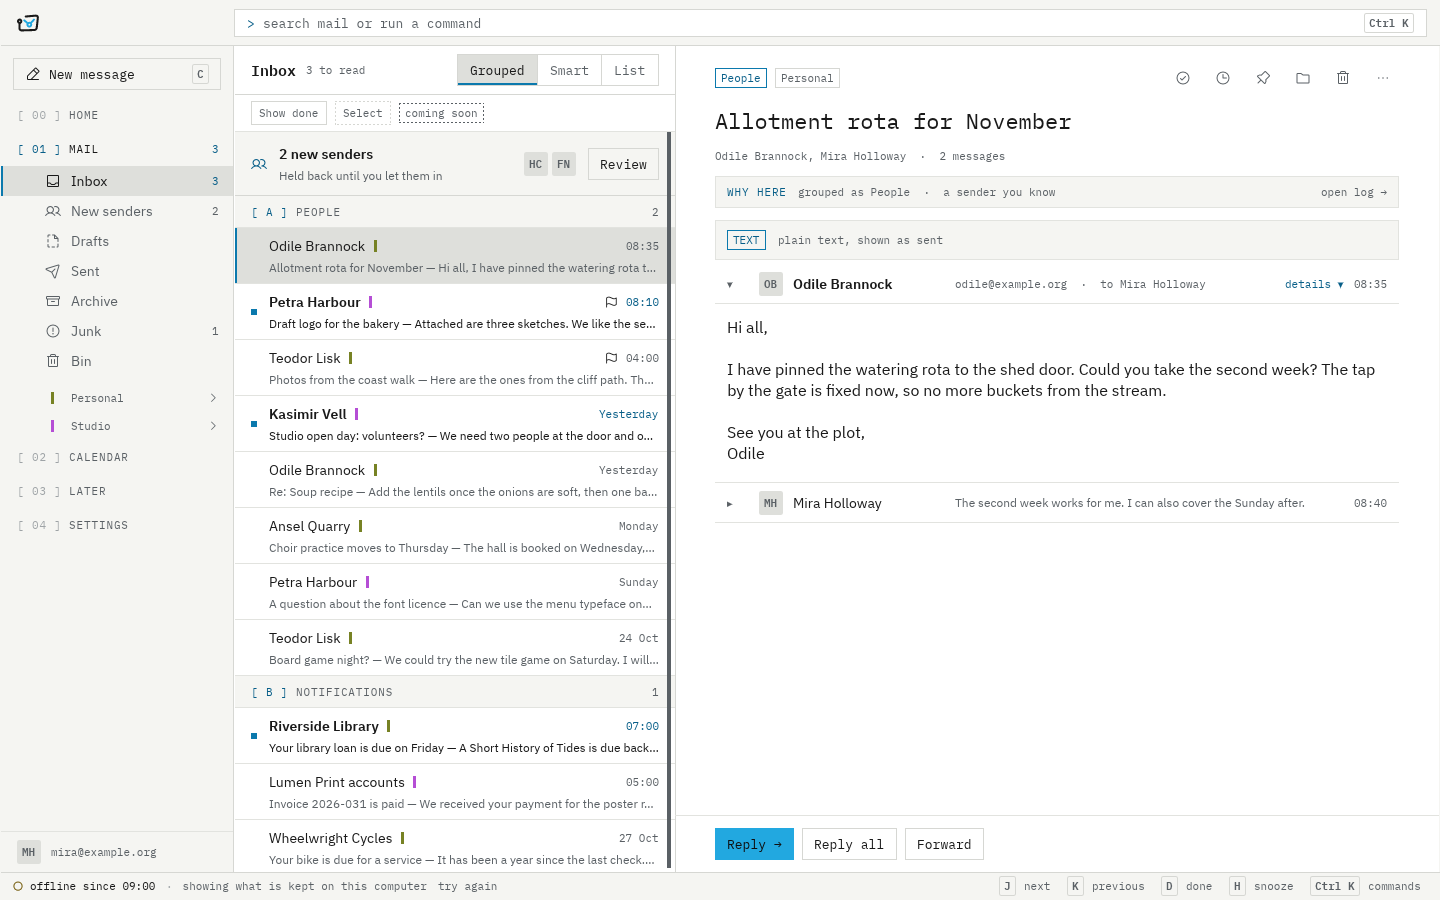 > search mail or run a command Ctrl K
New message C
[ 00 ] HOME
[ 01 ] MAIL 3
Inbox 3
New senders 2
Drafts
Sent
Archive
Junk 1
Bin
Personal
Studio
[ 02 ] CALENDAR
[ 03 ] LATER
[ 04 ] SETTINGS
MH mira@example.org
Inbox 3 to read Grouped Smart List
Show done Select coming soon
2 new senders
Held back until you let them in HC FN Review
[ A ] PEOPLE 2
Odile Brannock 08:35
Allotment rota for November — Hi all, I have pinned the watering rota t…
Petra Harbour 08:10
Draft logo for the bakery — Attached are three sketches. We like the se…
Teodor Lisk 04:00
Photos from the coast walk — Here are the ones from the cliff path. Th…
Kasimir Vell Yesterday
Studio open day: volunteers? — We need two people at the door and o…
Odile Brannock Yesterday
Re: Soup recipe — Add the lentils once the onions are soft, then one ba…
Ansel Quarry Monday
Choir practice moves to Thursday — The hall is booked on Wednesday,…
Petra Harbour Sunday
A question about the font licence — Can we use the menu typeface on…
Teodor Lisk 24 Oct
Board game night? — We could try the new tile game on Saturday. I will…
[ B ] NOTIFICATIONS 1
Riverside Library 07:00
Your library loan is due on Friday — A Short History of Tides is due back…
Lumen Print accounts 05:00
Invoice 2026-031 is paid — We received your payment for the poster r…
Wheelwright Cycles 27 Oct
Your bike is due for a service — It has been a year since the last check.…
People Personal
Allotment rota for November
Odile Brannock, Mira Holloway · 2 messages
WHY HERE grouped as People · a sender you know open log →
TEXT plain text, shown as sent
▾ OB Odile Brannock odile@example.org · to Mira Holloway details ▾ 08:35
Hi all,
I have pinned the watering rota to the shed door. Could you take the second week? The tap
by the gate is fixed now, so no more buckets from the stream.
See you at the plot,
Odile
▸ MH Mira Holloway The second week works for me. I can also cover the Sunday after. 08:40
Reply → Reply all Forward
offline since 09:00 · showing what is kept on this computer try again
J next K previous D done H snooze Ctrl K commands